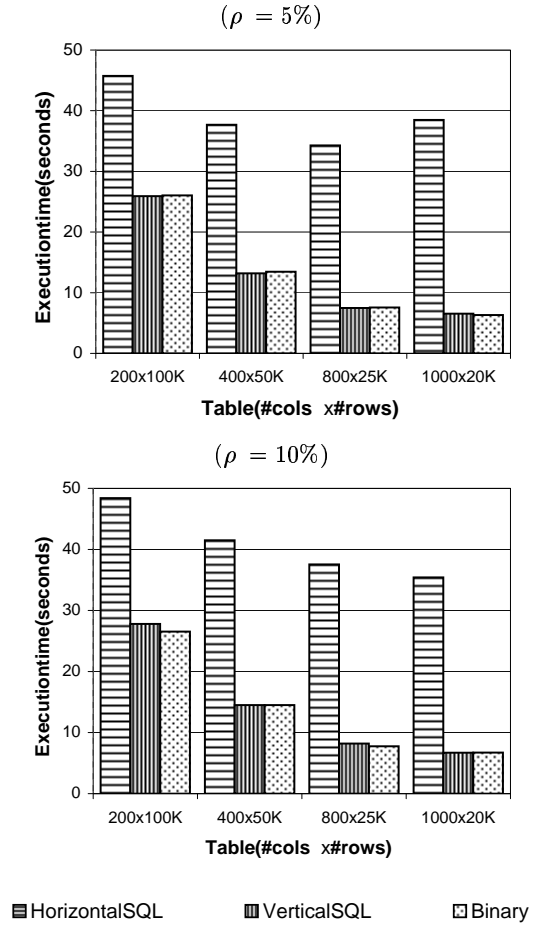 (ρ = 5%)
50
40
30
20
10
0
Executiontime(seconds)
200x100K 400x50K 800x25K 1000x20K
Table(#cols x#rows)
(ρ = 10%)
50
40
30
20
10
0
Executiontime(seconds)
200x100K 400x50K 800x25K 1000x20K
Table(#cols x#rows)
HorizontalSQL VerticalSQL Binary